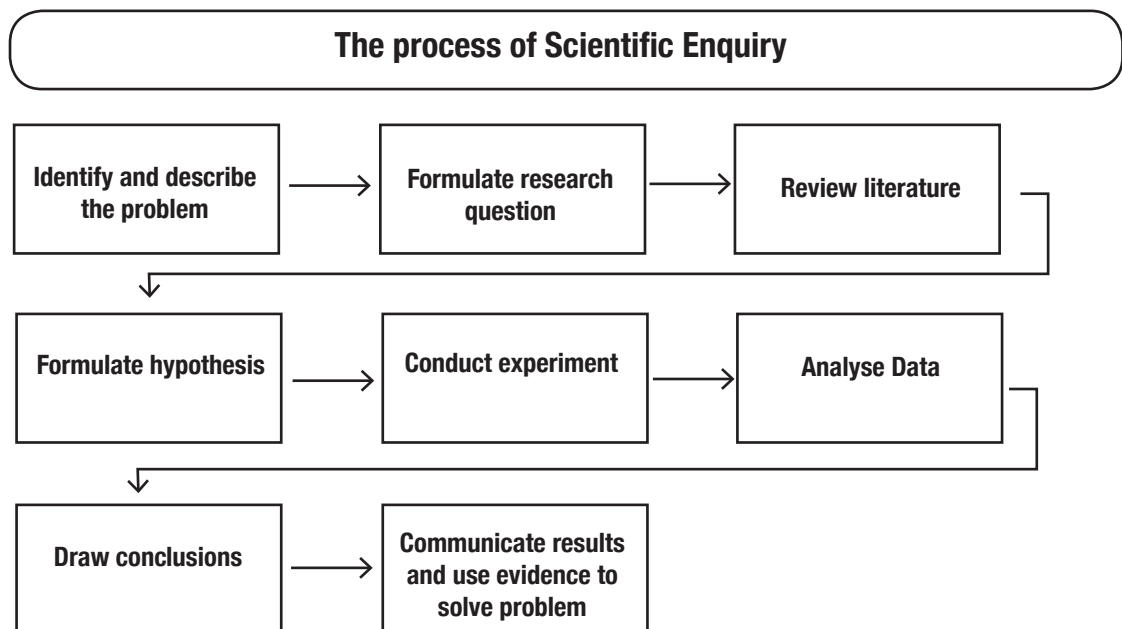 The process of Scientific Enquiry
Identify and describe
the problem
Formulate research
question
Review literature
Formulate hypothesis
Conduct experiment
Analyse Data
Draw conclusions
Communicate results
and use evidence to
solve problem